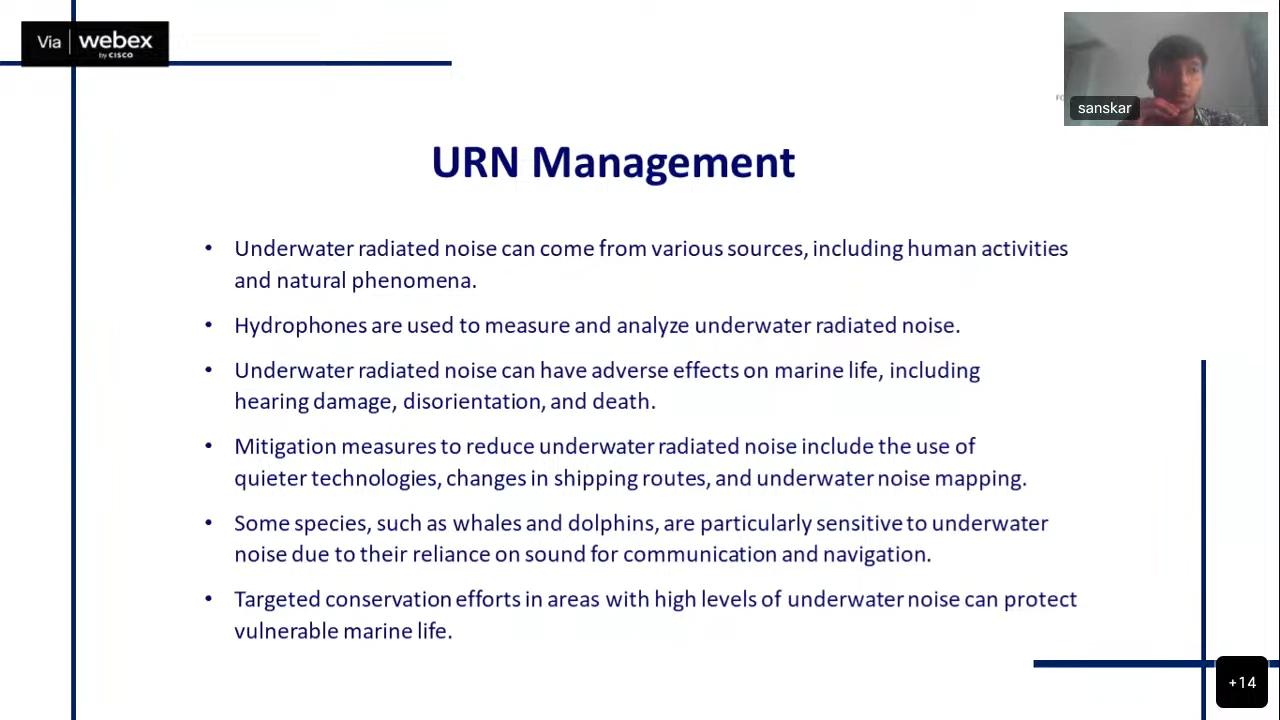 Via webex
by CISCO
sanskar
URN Management
• Underwater radiated noise can come from various sources, including human activities
and natural phenomena.
• Hydrophones are used to measure and analyze underwater radiated noise.
• Underwater radiated noise can have adverse effects on marine life, including
hearing damage, disorientation, and death.
• Mitigation measures to reduce underwater radiated noise include the use of
quieter technologies, changes in shipping routes, and underwater noise mapping.
• Some species, such as whales and dolphins, are particularly sensitive to underwater
noise due to their reliance on sound for communication and navigation.
• Targeted conservation efforts in areas with high levels of underwater noise can protect
vulnerable marine life.
+14